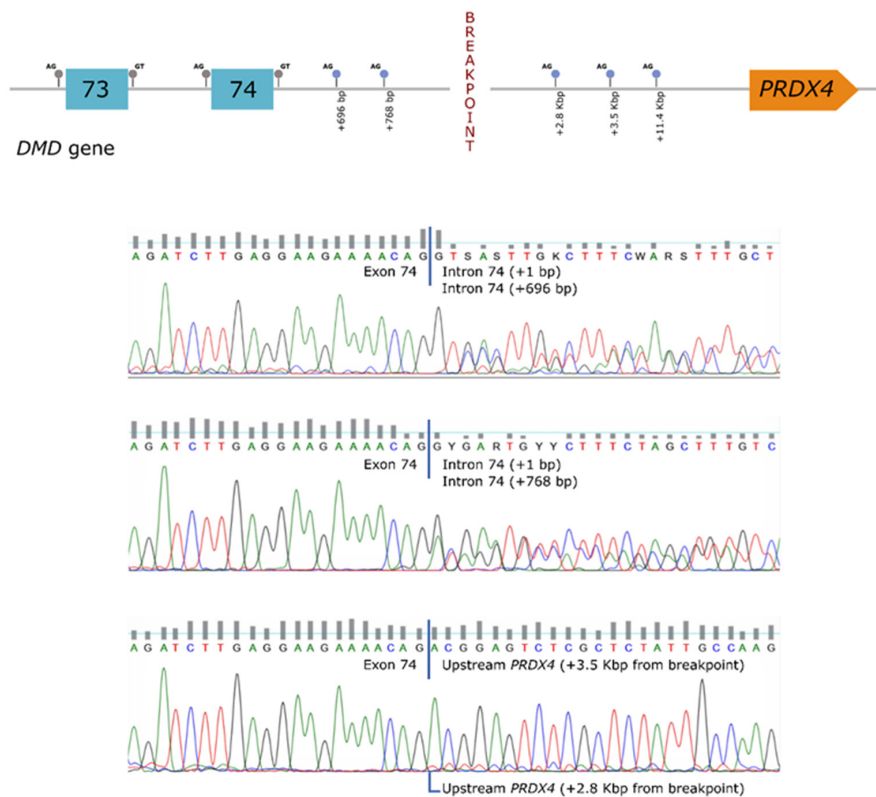 BREAKPOINT
AG GT AG GT AG AG AG AG AG
73 74 PRDX4
+696 bp +768 bp +2.8 Kbp +3.5 Kbp +11.4 Kbp
DMD gene
AGATCTTGAGGAAGAAAACAGGTSASTTGKCTTTCWARSTTTGCT
Exon 74 Intron 74 (+1 bp)
Intron 74 (+696 bp)
AGATCTTGAGGAAGAAAACAGGYGARTGYYCTTTCTAGCTTTGTC
Exon 74 Intron 74 (+1 bp)
Intron 74 (+768 bp)
AGATCTTGAGGAAGAAAACAGACGGAGTCTCGCTCTATTGCCAAG
Exon 74 Upstream PRDX4 (+3.5 Kbp from breakpoint)
Upstream PRDX4 (+2.8 Kbp from breakpoint)